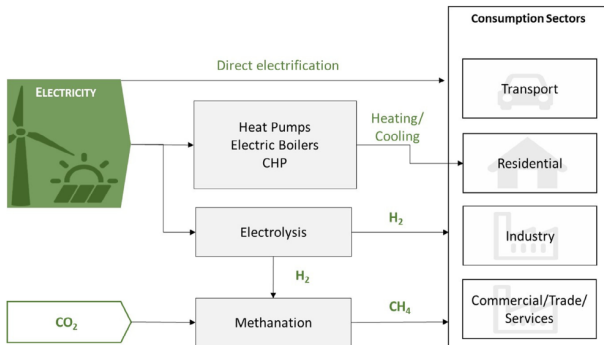 Consumption Sectors
Direct electrification
ELECTRICITY
Transport
Heat Pumps
Electric Boilers
CHP
Heating/
Cooling
Residential
Electrolysis
H₂
Industry
H₂
CO₂
Methanation
CH₄
Commercial/Trade/
Services